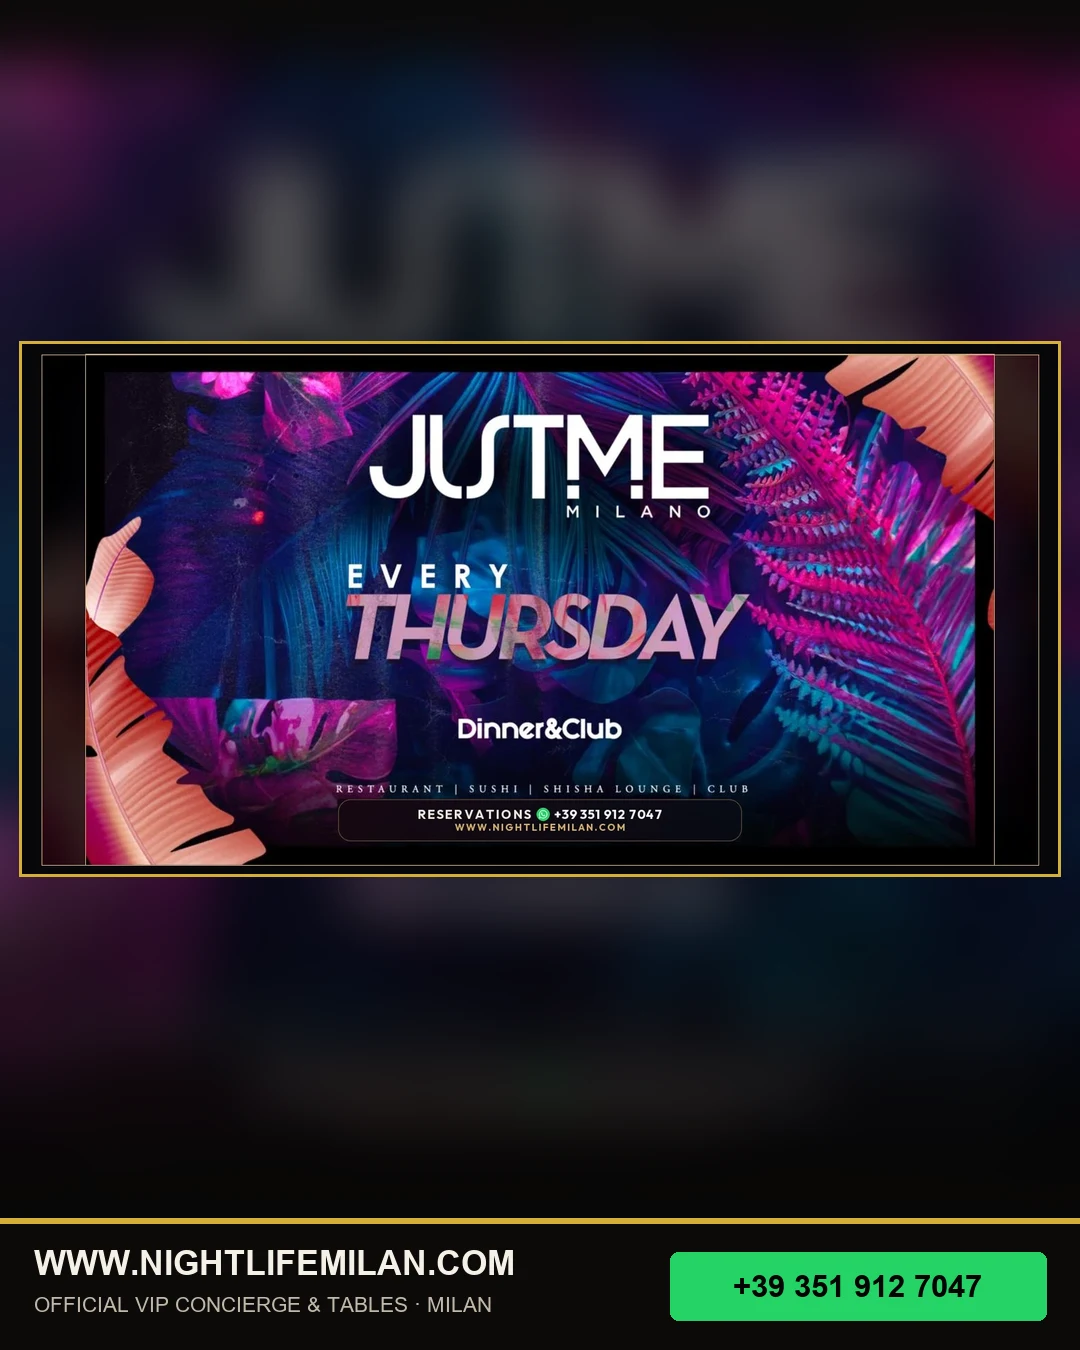 JUSTME
MILANO
EVERY
THURSDAY
Dinner&Club
RESTAURANT | SUSHI | SHISHA LOUNGE | CLUB
RESERVATIONS +39 351 912 7047
WWW.NIGHTLIFEMILAN.COM
WWW.NIGHTLIFEMILAN.COM
OFFICIAL VIP CONCIERGE & TABLES · MILAN
+39 351 912 7047